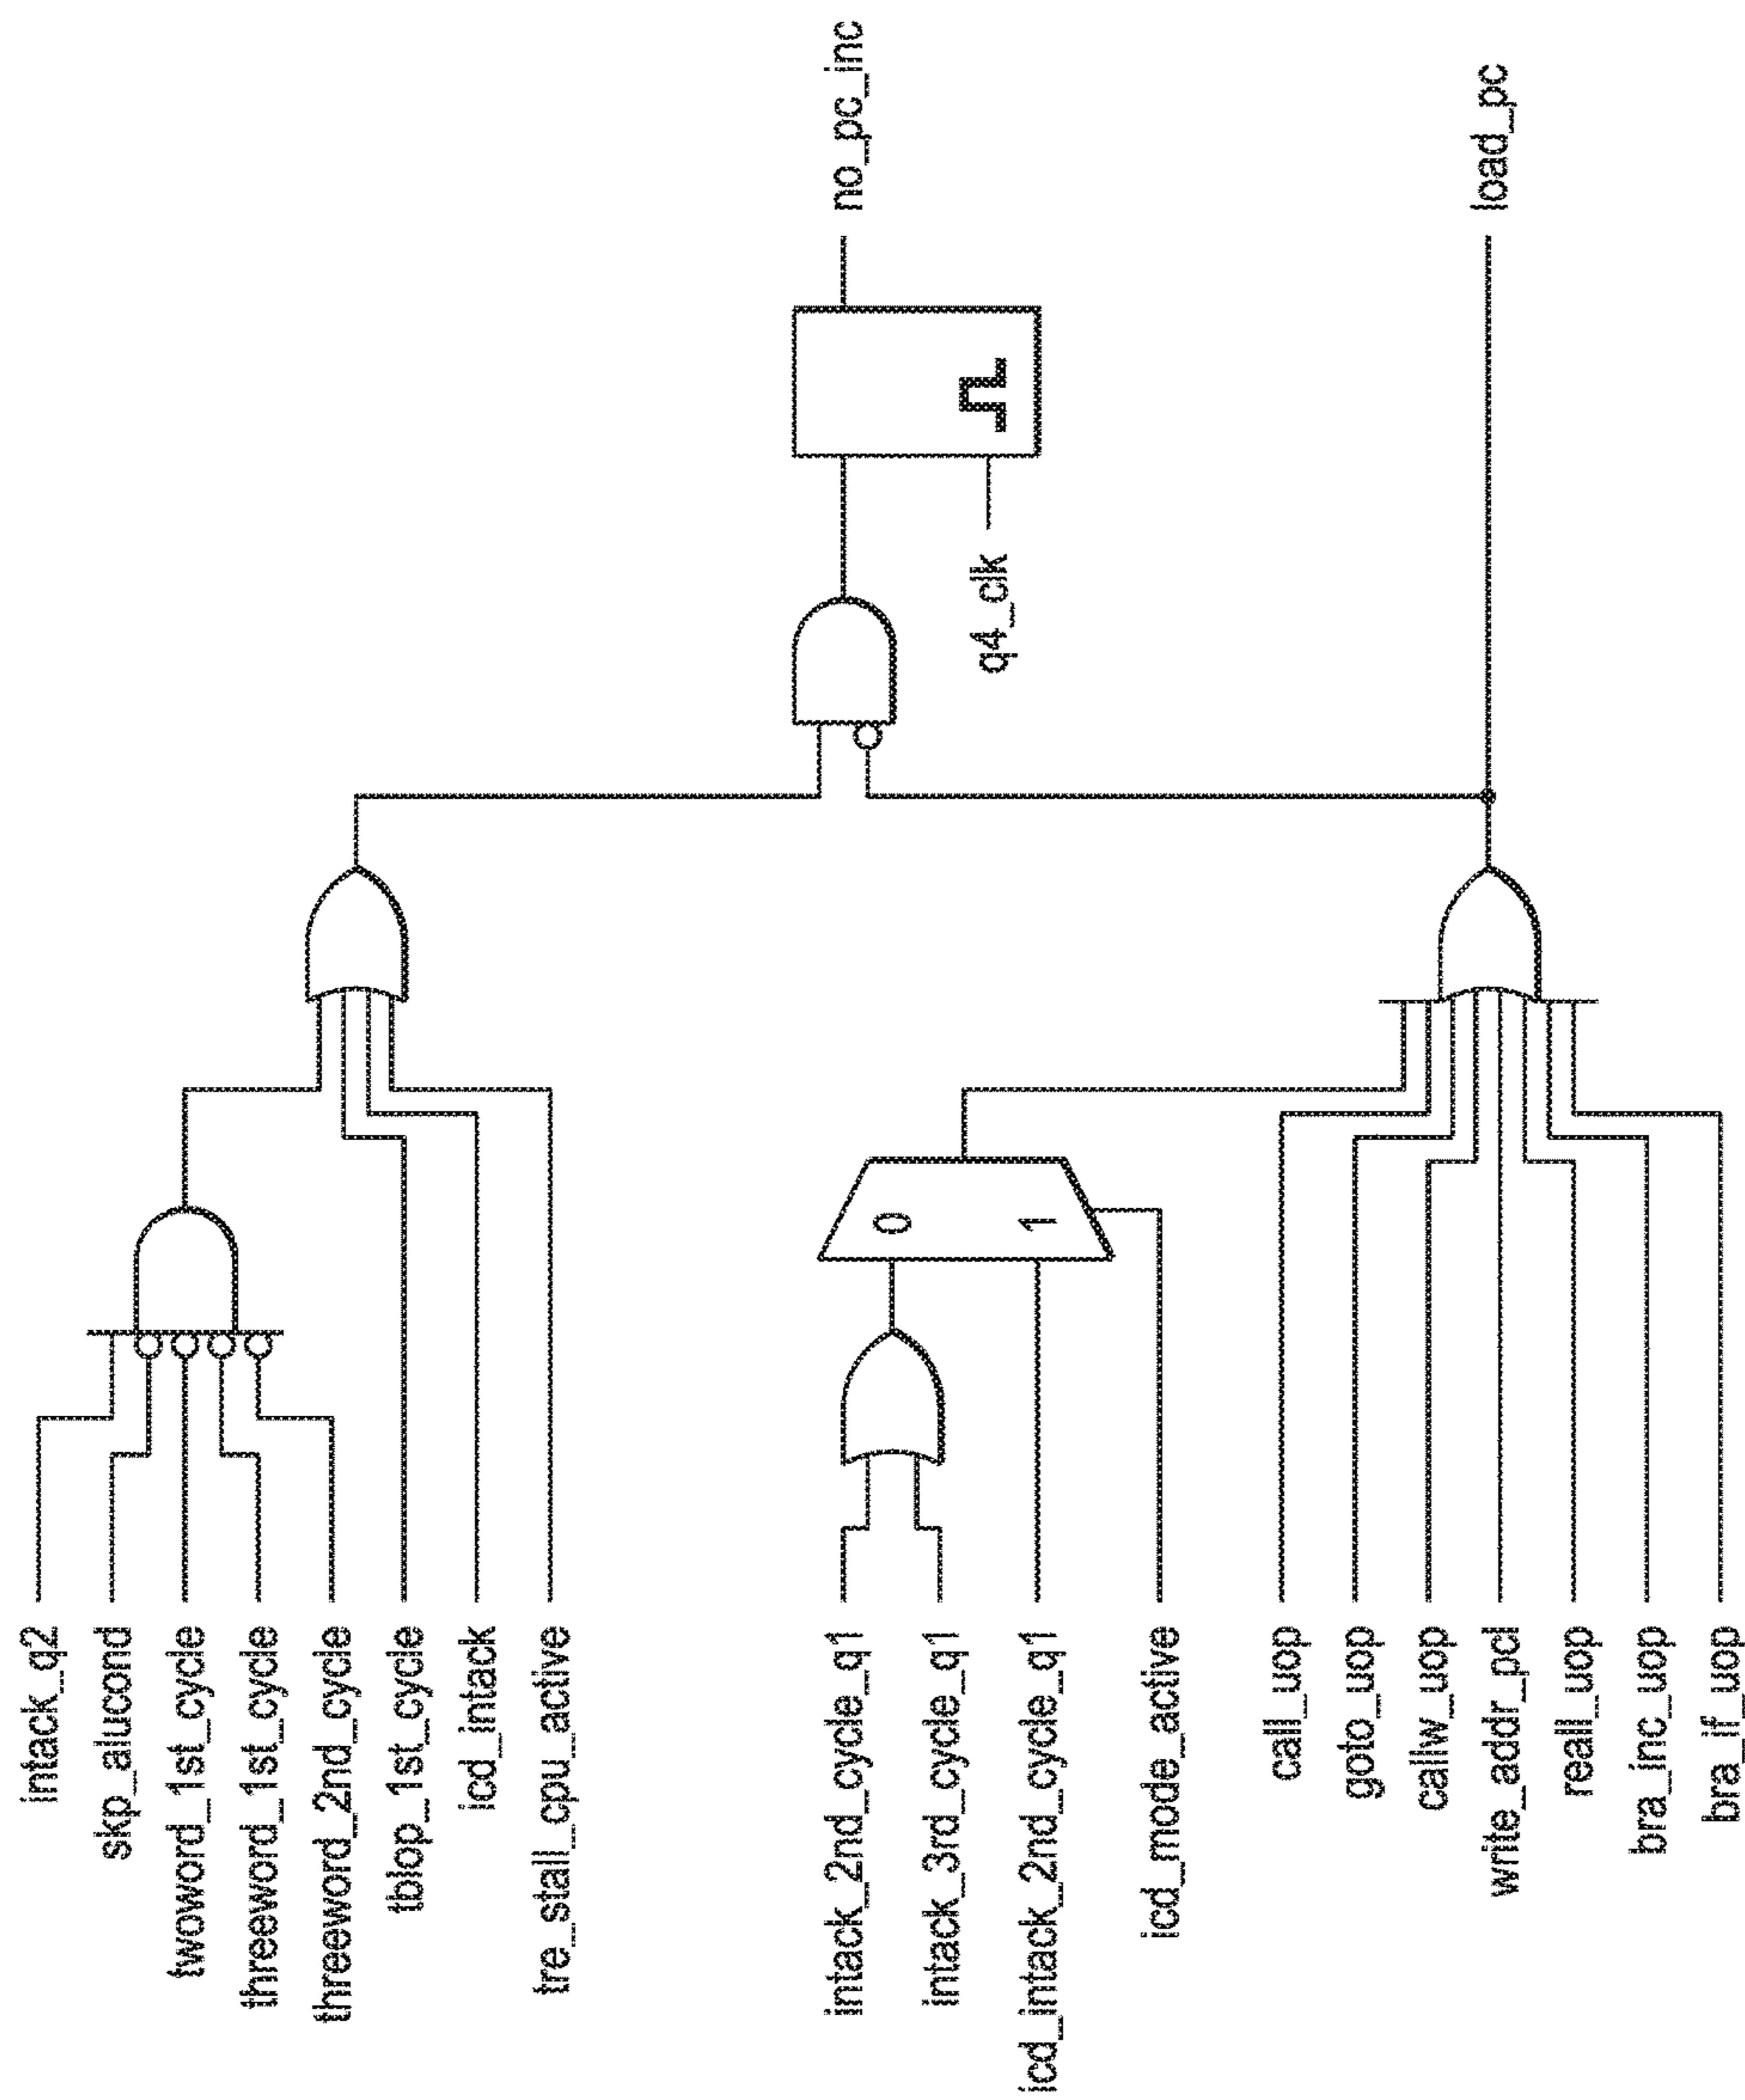 intack_q2
skp_alucond
twoword_1st_cycle
threeword_1st_cycle
threeword_2nd_cycle
tblop_1st_cycle
icd_intack
tre_stall_cpu_active
no_pc_inc
q4_clk
intack_2nd_cycle_q1
intack_3rd_cycle_q1
icd_intack_2nd_cycle_q1
icd_mode_active
0
1
call_uop
goto_uop
callw_uop
write_addr_pcl
reall_uop
bra_inc_uop
bra_if_uop
load_pc